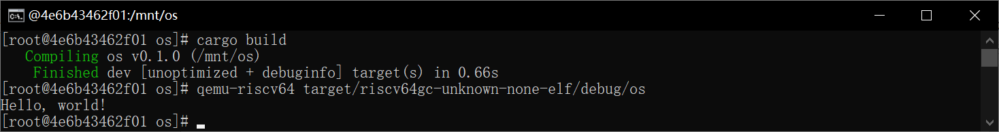 @4e6b43462f01:/mnt/os
[root@4e6b43462f01 os]# cargo build
   Compiling os v0.1.0 (/mnt/os)
    Finished dev [unoptimized + debuginfo] target(s) in 0.66s
[root@4e6b43462f01 os]# qemu-riscv64 target/riscv64gc-unknown-none-elf/debug/os
Hello, world!
[root@4e6b43462f01 os]#